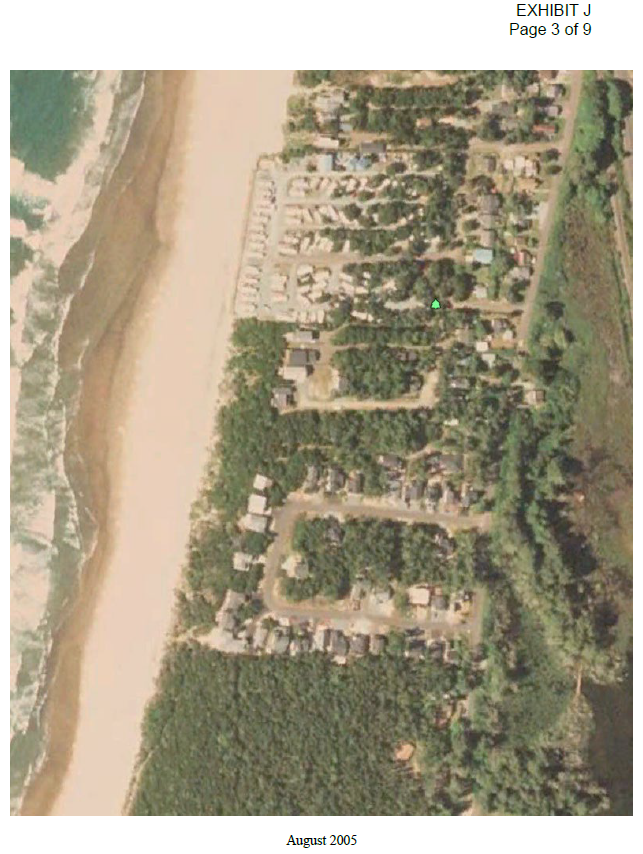 EXHIBIT J
Page 3 of 9
August 2005